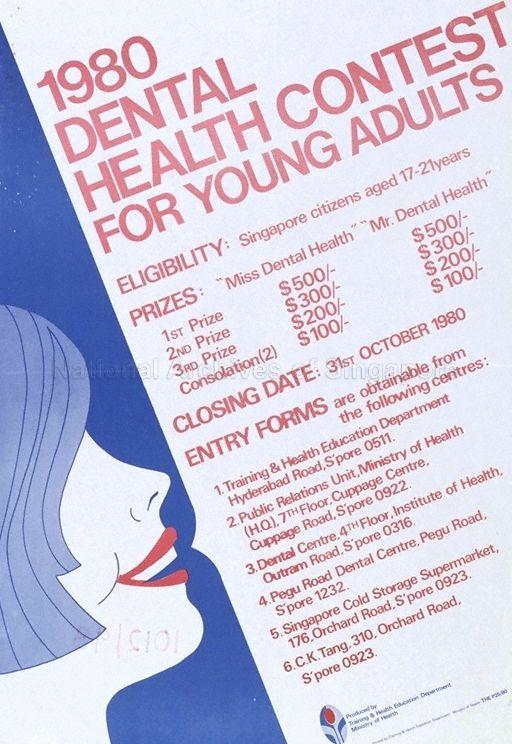 1980
DENTAL
HEALTH CONTEST
FOR YOUNG ADULTS
ELIGIBILITY: Singapore citizens aged 17-21years
PRIZES: "Miss Dental Health" "Mr. Dental Health"
1ST Prize $500/- $500/-
2ND Prize $300/- $300/-
3RD Prize $200/- $200/-
Consolation(2) $100/- $100/-
CLOSING DATE: 31ST OCTOBER 1980
ENTRY FORMS are obtainable from
the following centres:
1. Training & Health Education Department
Hyderabad Road, S'pore 0511.
2. Public Relations Unit, Ministry of Health
(H.Q.), 7TH Floor, Cuppage Centre,
Cuppage Road, S'pore 0922.
3. Dental Centre, 4TH Floor, Institute of Health,
Outram Road, S'pore 0316.
4. Pegu Road Dental Centre, Pegu Road,
S'pore 1232.
5. Singapore Cold Storage Supermarket,
176, Orchard Road, S'pore 0923.
6. C.K. Tang, 310, Orchard Road,
S'pore 0923.
Produced by
Training & Health Education Department
Ministry of Health
National Archives of Singapore